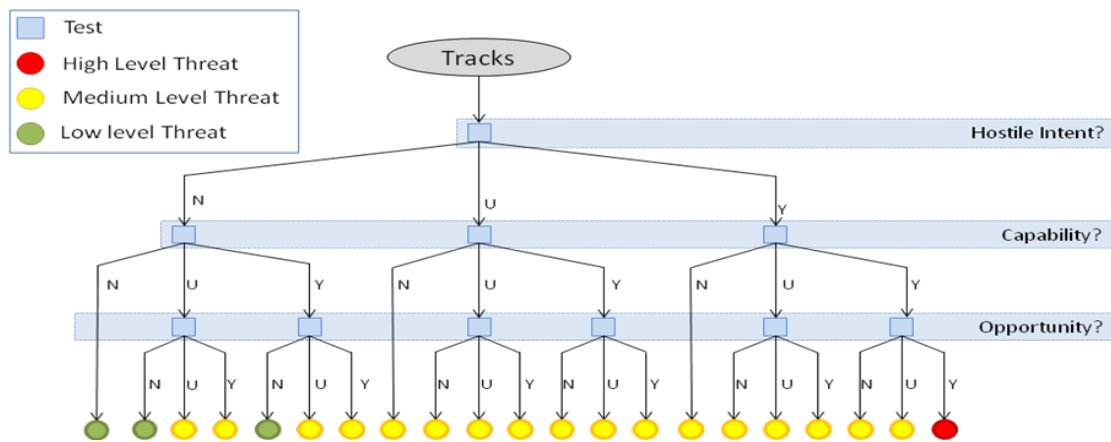 Test
High Level Threat
Medium Level Threat
Low level Threat
Tracks
Hostile Intent?
N
U
Y
Capability?
N U Y N U Y N U Y
Opportunity?
N U Y N U Y N U Y N U Y N U Y N U Y